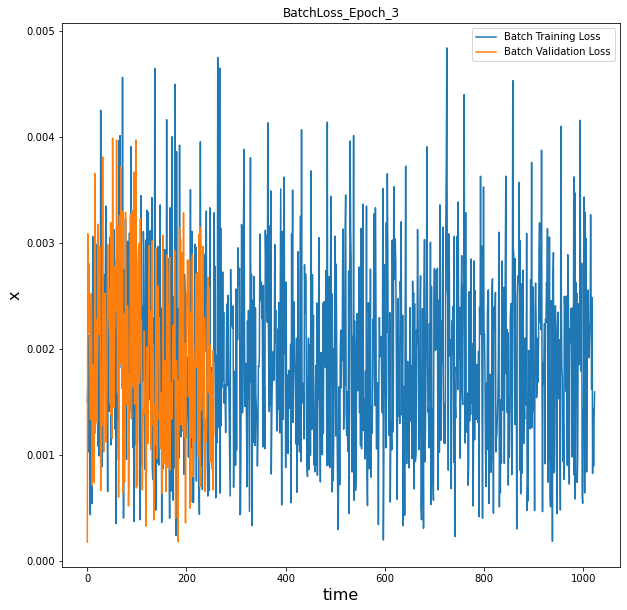 BatchLoss_Epoch_3
Batch Training Loss
Batch Validation Loss
0.005
0.004
0.003
0.002
0.001
0.000
x
0
200
400
600
800
1000
time